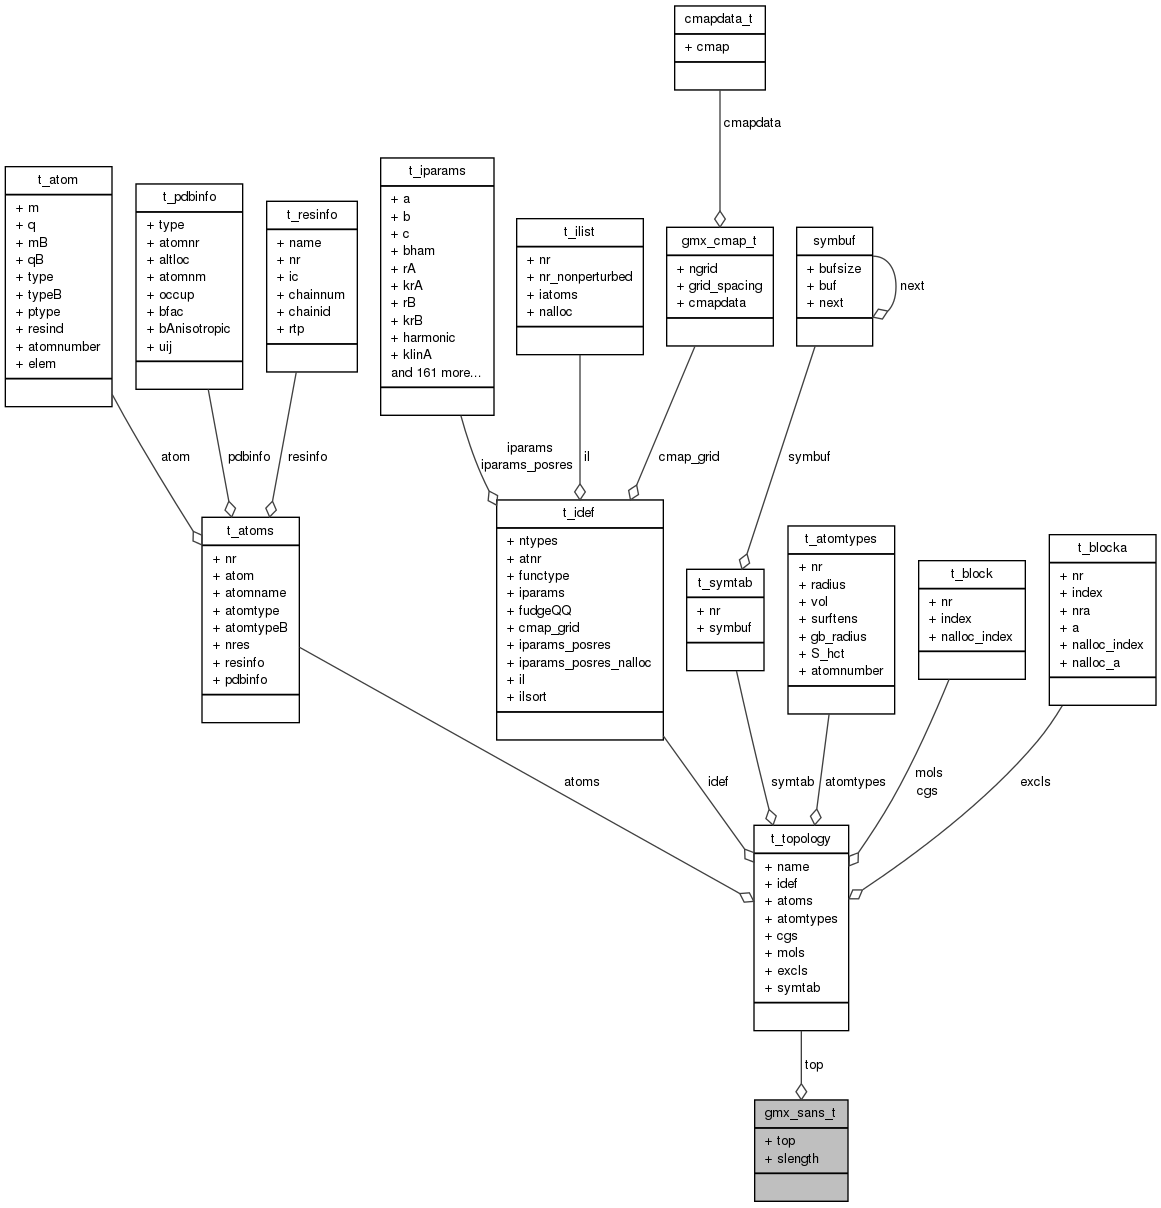 cmapdata_t
+ cmap
cmapdata
t_atom
+ m
+ q
+ mB
+ qB
+ type
+ typeB
+ ptype
+ resind
+ atomnumber
+ elem
t_pdbinfo
+ type
+ atomnr
+ altloc
+ atomnm
+ occup
+ bfac
+ bAnisotropic
+ uij
t_resinfo
+ name
+ nr
+ ic
+ chainnum
+ chainid
+ rtp
t_iparams
+ a
+ b
+ c
+ bham
+ rA
+ krA
+ rB
+ krB
+ harmonic
+ klinA
and 161 more...
t_ilist
+ nr
+ nr_nonperturbed
+ iatoms
+ nalloc
gmx_cmap_t
+ ngrid
+ grid_spacing
+ cmapdata
symbuf
+ bufsize
+ buf
+ next
next
atom
pdbinfo
resinfo
iparams
iparams_posres
il
cmap_grid
symbuf
t_atoms
+ nr
+ atom
+ atomname
+ atomtype
+ atomtypeB
+ nres
+ resinfo
+ pdbinfo
t_idef
+ ntypes
+ atnr
+ functype
+ iparams
+ fudgeQQ
+ cmap_grid
+ iparams_posres
+ iparams_posres_nalloc
+ il
+ ilsort
t_symtab
+ nr
+ symbuf
t_atomtypes
+ nr
+ radius
+ vol
+ surftens
+ gb_radius
+ S_hct
+ atomnumber
t_block
+ nr
+ index
+ nalloc_index
t_blocka
+ nr
+ index
+ nra
+ a
+ nalloc_index
+ nalloc_a
atoms
idef
symtab
atomtypes
mols
cgs
excls
t_topology
+ name
+ idef
+ atoms
+ atomtypes
+ cgs
+ mols
+ excls
+ symtab
top
gmx_sans_t
+ top
+ slength